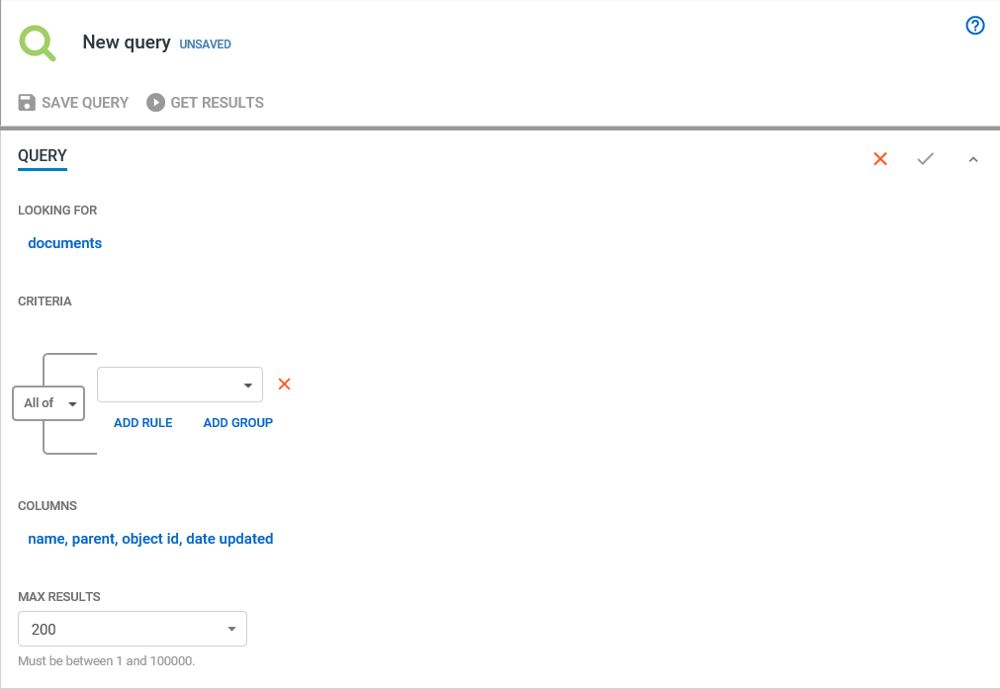 New query UNSAVED
SAVE QUERY GET RESULTS
QUERY
LOOKING FOR
documents
CRITERIA
All of
ADD RULE ADD GROUP
COLUMNS
name, parent, object id, date updated
MAX RESULTS
200
Must be between 1 and 100000.